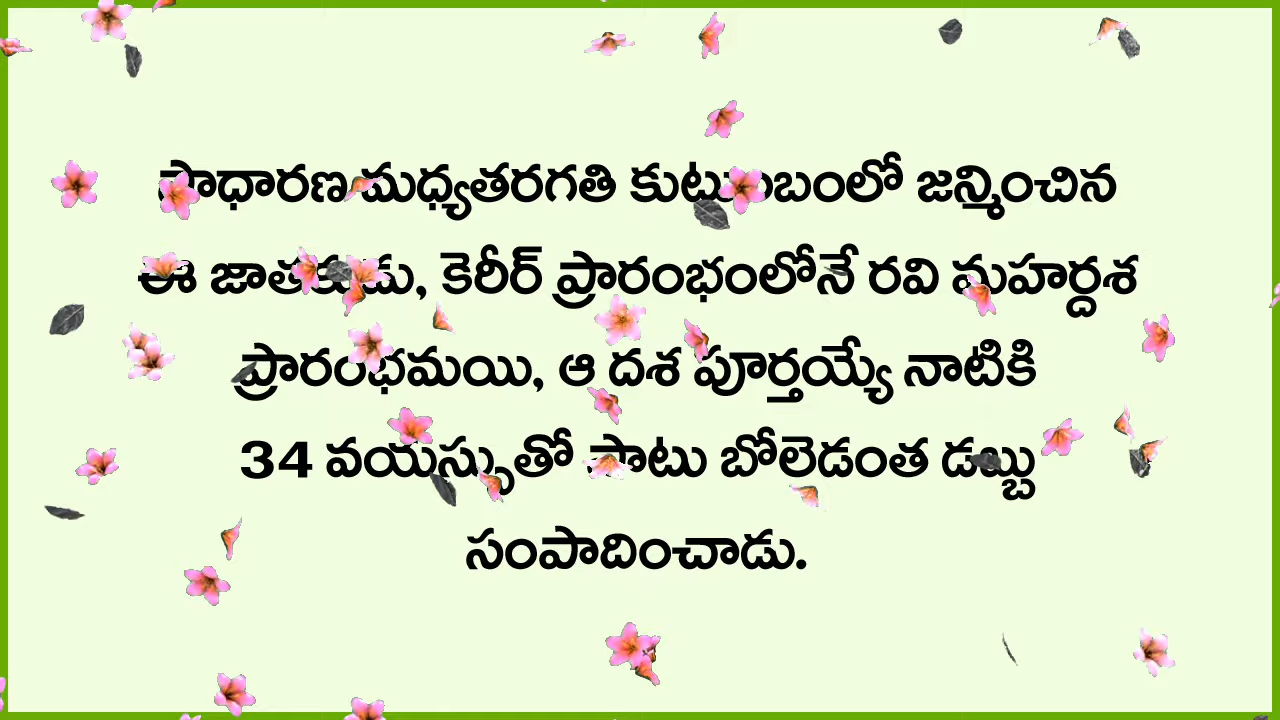 సాధారణ మధ్యతరగతి కుటుంబంలో జన్మించిన
ఈ జాతకుడు, కెరీర్ ప్రారంభంలోనే రవి మహర్దశ
ప్రారంభమయి, ఆ దశ పూర్తయ్యే నాటికి
34 వయస్సుతో పాటు బోలెడంత డబ్బు
సంపాదించాడు.